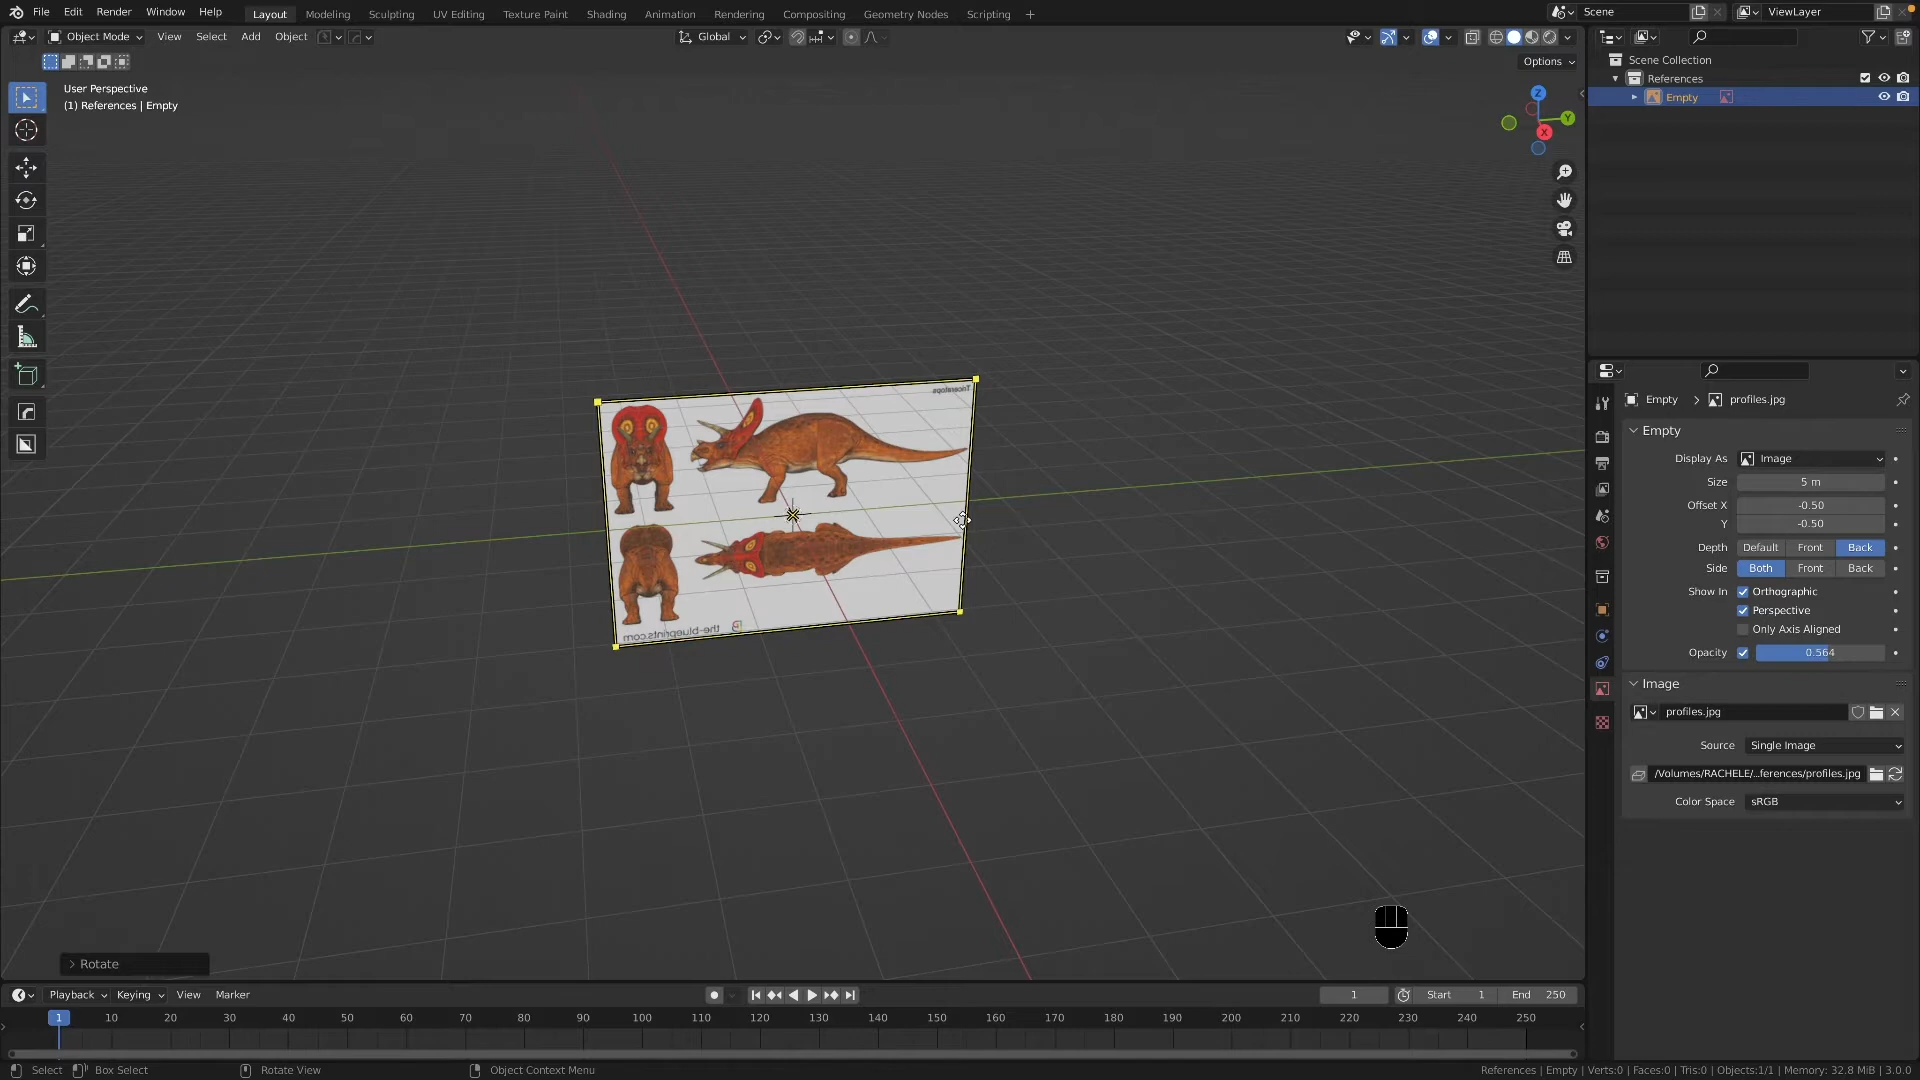 File Edit Render Window Help Layout Modeling Sculpting UV Editing Texture Paint Shading Animation Rendering Compositing Geometry Nodes Scripting + Scene ViewLayer
Object Mode View Select Add Object Global
Options
User Perspective
(1) References | Empty
Z
Y
X
Scene Collection
References
Empty
Empty > profiles.jpg
Empty
Display As Image
Size 5 m
Offset X -0.50
Y -0.50
Depth Default Front Back
Side Both Front Back
Show In Orthographic
Perspective
Only Axis Aligned
Opacity 0.564
Image
profiles.jpg
Source Single Image
/Volumes/RACHELE/...ferences/profiles.jpg
Color Space sRGB
Triceratops
the-blueprints.com
> Rotate
Playback Keying View Marker 1 Start 1 End 250
1 10 20 30 40 50 60 70 80 90 100 110 120 130 140 150 160 170 180 190 200 210 220 230 240 250
Select Box Select Rotate View Object Context Menu References | Empty | Verts:0 | Faces:0 | Tris:0 | Objects:1/1 | Memory: 32.8 MiB | 3.0.0